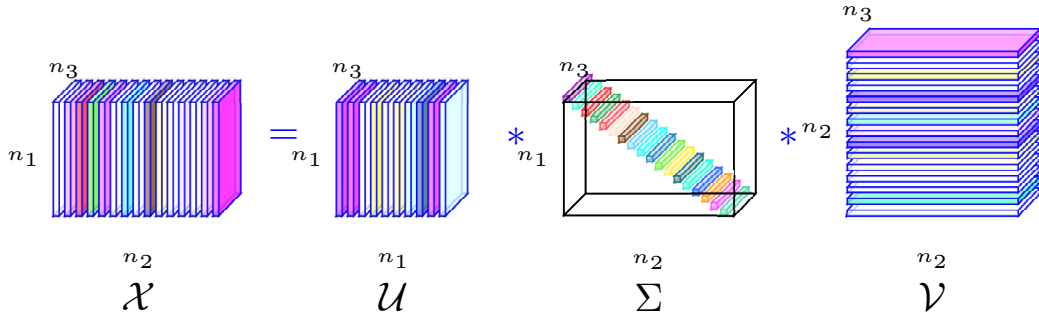 n₃ n₃ n₃ n₃
n₁ = n₁ * n₁ * n₂
n₂ n₁ n₂ n₂
𝒳 𝒰 Σ 𝒱